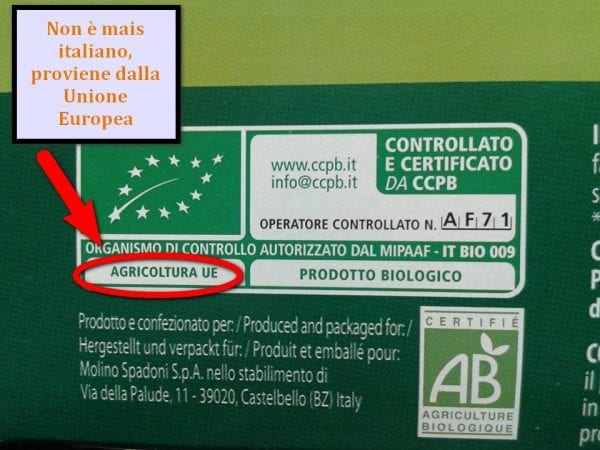 Non è mais
italiano,
proviene dalla
Unione
Europea
www.ccpb.it
info@ccpb.it
CONTROLLATO
E CERTIFICATO
DA CCPB
OPERATORE CONTROLLATO N. AF71
ORGANISMO DI CONTROLLO AUTORIZZATO DAL MIPAAF - IT BIO 009
AGRICOLTURA UE
PRODOTTO BIOLOGICO
Prodotto e confezionato per: / Produced and packaged for: /
Hergestellt und verpackt für: / Produit et emballé pour:
Molino Spadoni S.p.A. nello stabilimento di
Via della Palude, 11 - 39020, Castelbello (BZ) Italy
CERTIFIÉ
AB
AGRICULTURE
BIOLOGIQUE